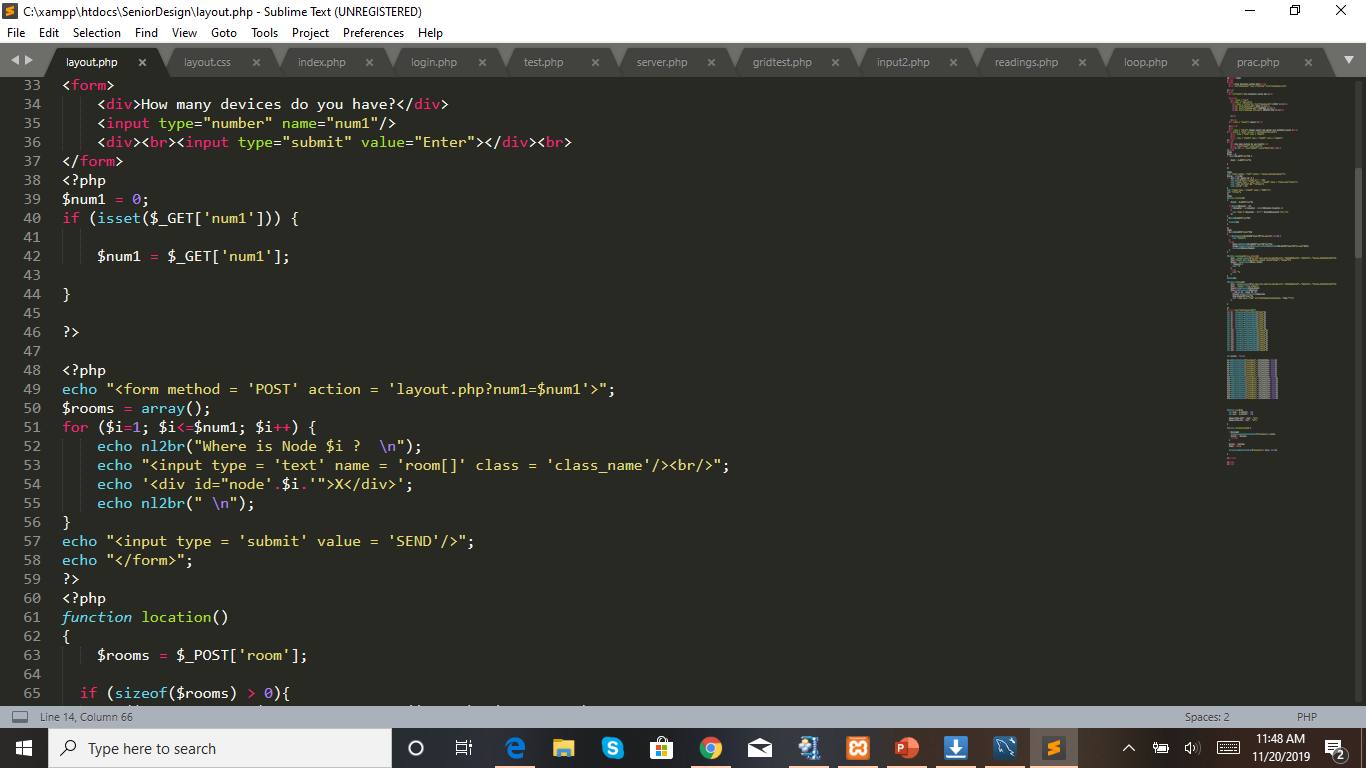 C:\xampp\htdocs\SeniorDesign\layout.php - Sublime Text (UNREGISTERED)
File Edit Selection Find View Goto Tools Project Preferences Help
layout.php layout.css index.php login.php test.php server.php gridtest.php input2.php readings.php loop.php prac.php
33 <form>
34 <div>How many devices do you have?</div>
35 <input type="number" name="num1"/>
36 <div><br><input type="submit" value="Enter"></div><br>
37 </form>
38 <?php
39 $num1 = 0;
40 if (isset($_GET['num1'])) {
41
42 $num1 = $_GET['num1'];
43
44 }
45
46 ?>
47
48 <?php
49 echo "<form method = 'POST' action = 'layout.php?num1=$num1'>";
50 $rooms = array();
51 for ($i=1; $i<=$num1; $i++) {
52 echo nl2br("Where is Node $i ?  \n");
53 echo "<input type = 'text' name = 'room[]' class = 'class_name'/><br/>";
54 echo '<div id="node'.$i.'">X</div>';
55 echo nl2br(" \n");
56 }
57 echo "<input type = 'submit' value = 'SEND'/>";
58 echo "</form>";
59 ?>
60 <?php
61 function location()
62 {
63 $rooms = $_POST['room'];
64
65 if (sizeof($rooms) > 0){
Line 14, Column 66 Spaces: 2 PHP
Type here to search
11:48 AM
11/20/2019
2